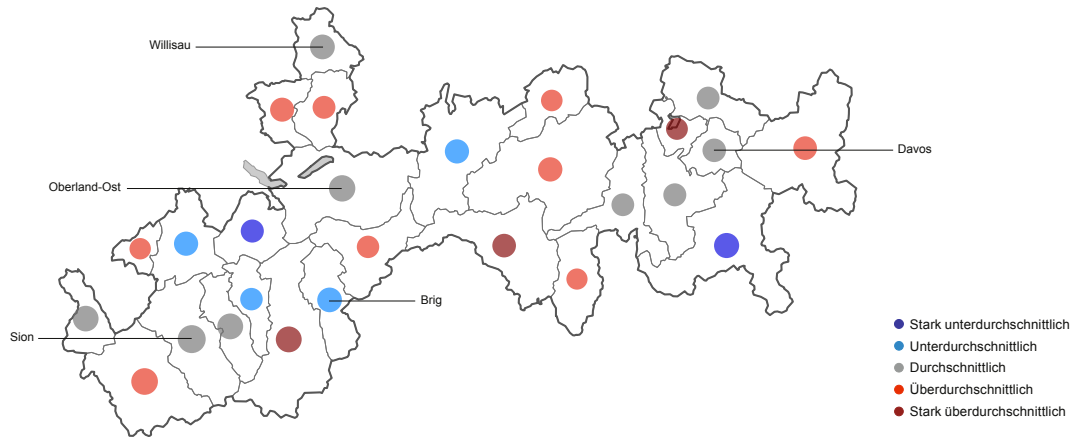 Willisau
Davos
Oberland-Ost
Brig
Sion
Stark unterdurchschnittlich
Unterdurchschnittlich
Durchschnittlich
Überdurchschnittlich
Stark überdurchschnittlich